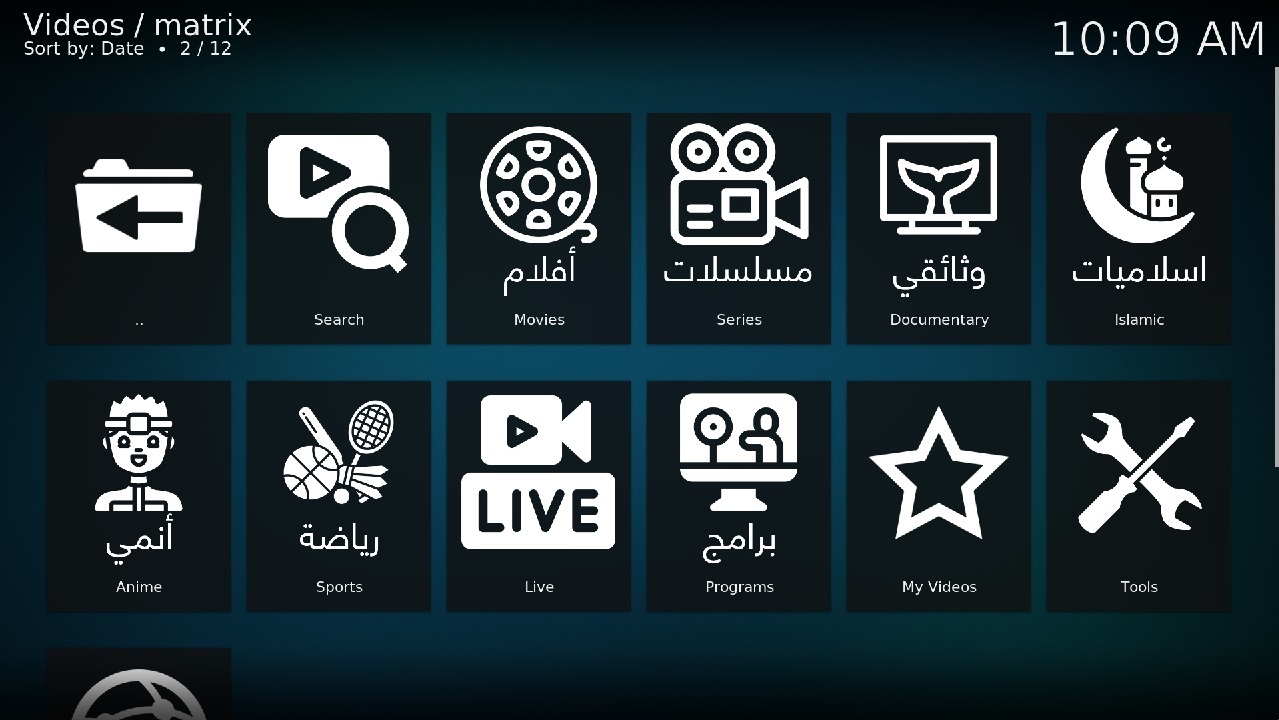 Videos / matrix
Sort by: Date • 2 / 12
10:09 AM
..
Search
أفلام
Movies
مسلسلات
Series
وثائقي
Documentary
اسلاميات
Islamic
أنمي
Anime
رياضة
Sports
LIVE
Live
برامج
Programs
My Videos
Tools